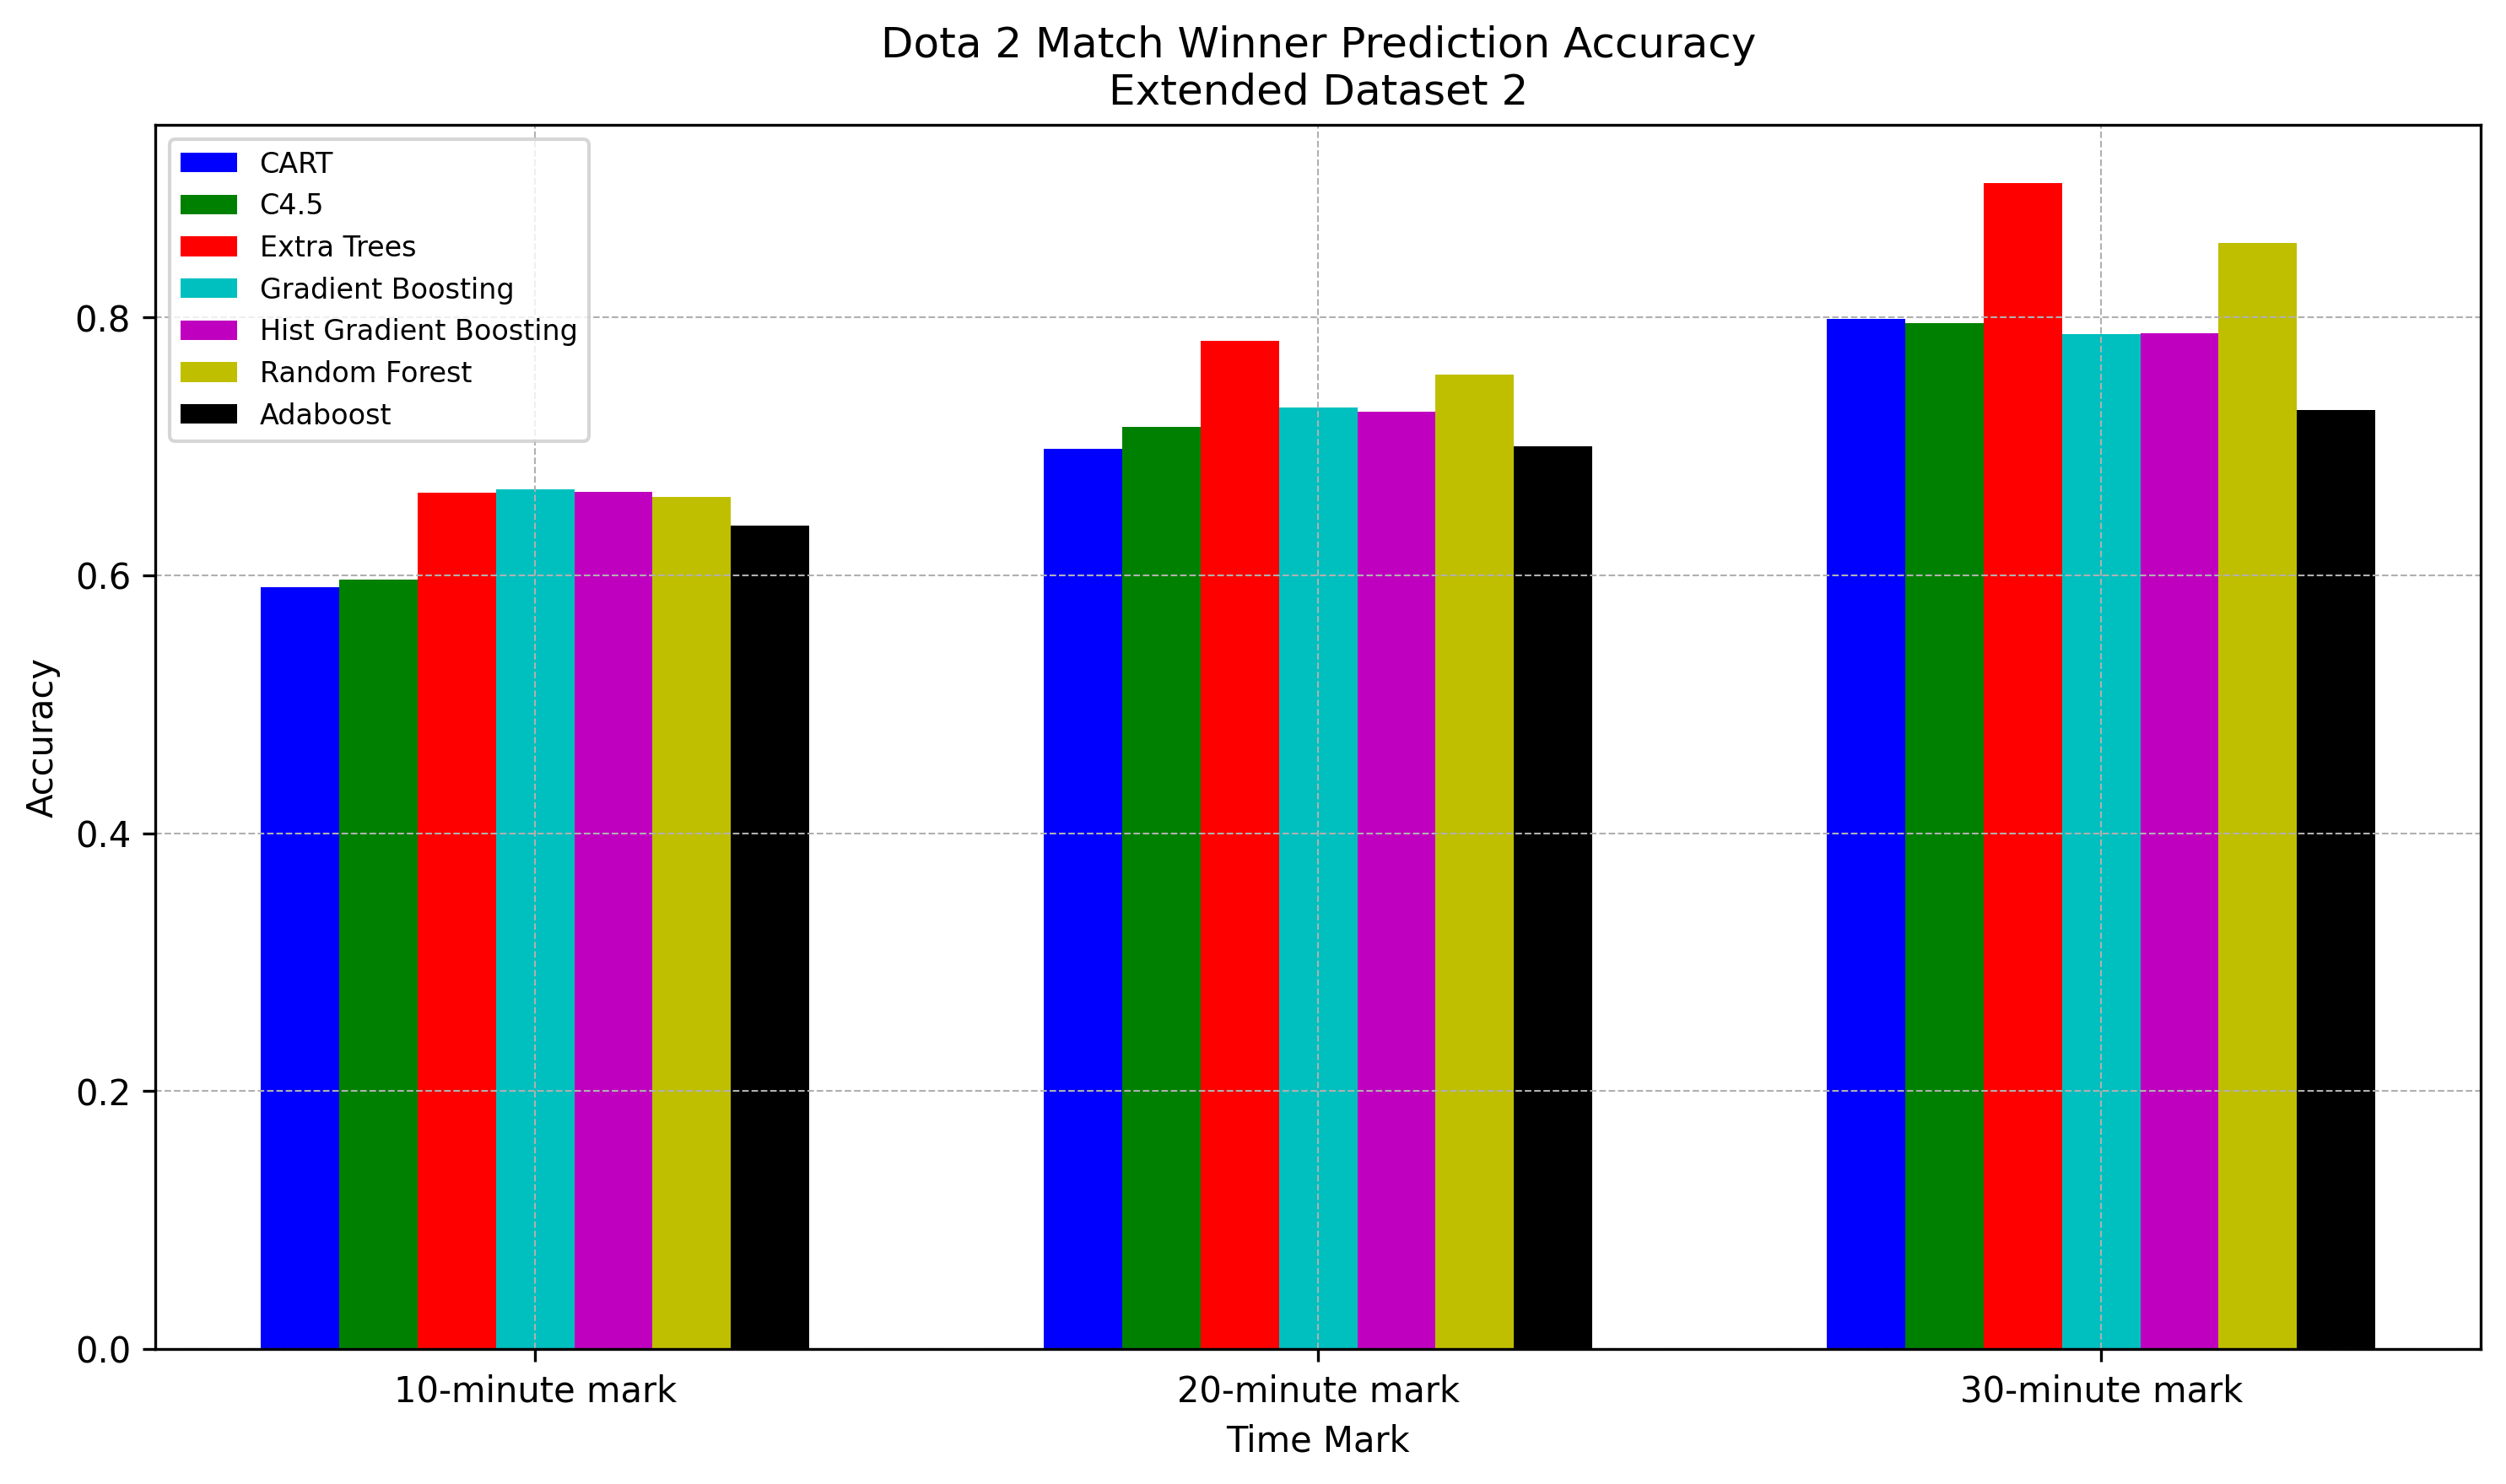 Dota 2 Match Winner Prediction Accuracy
Extended Dataset 2
CART
C4.5
Extra Trees
Gradient Boosting
Hist Gradient Boosting
Random Forest
Adaboost
0.8
0.6
0.4
0.2
0.0
Accuracy
10-minute mark
20-minute mark
30-minute mark
Time Mark